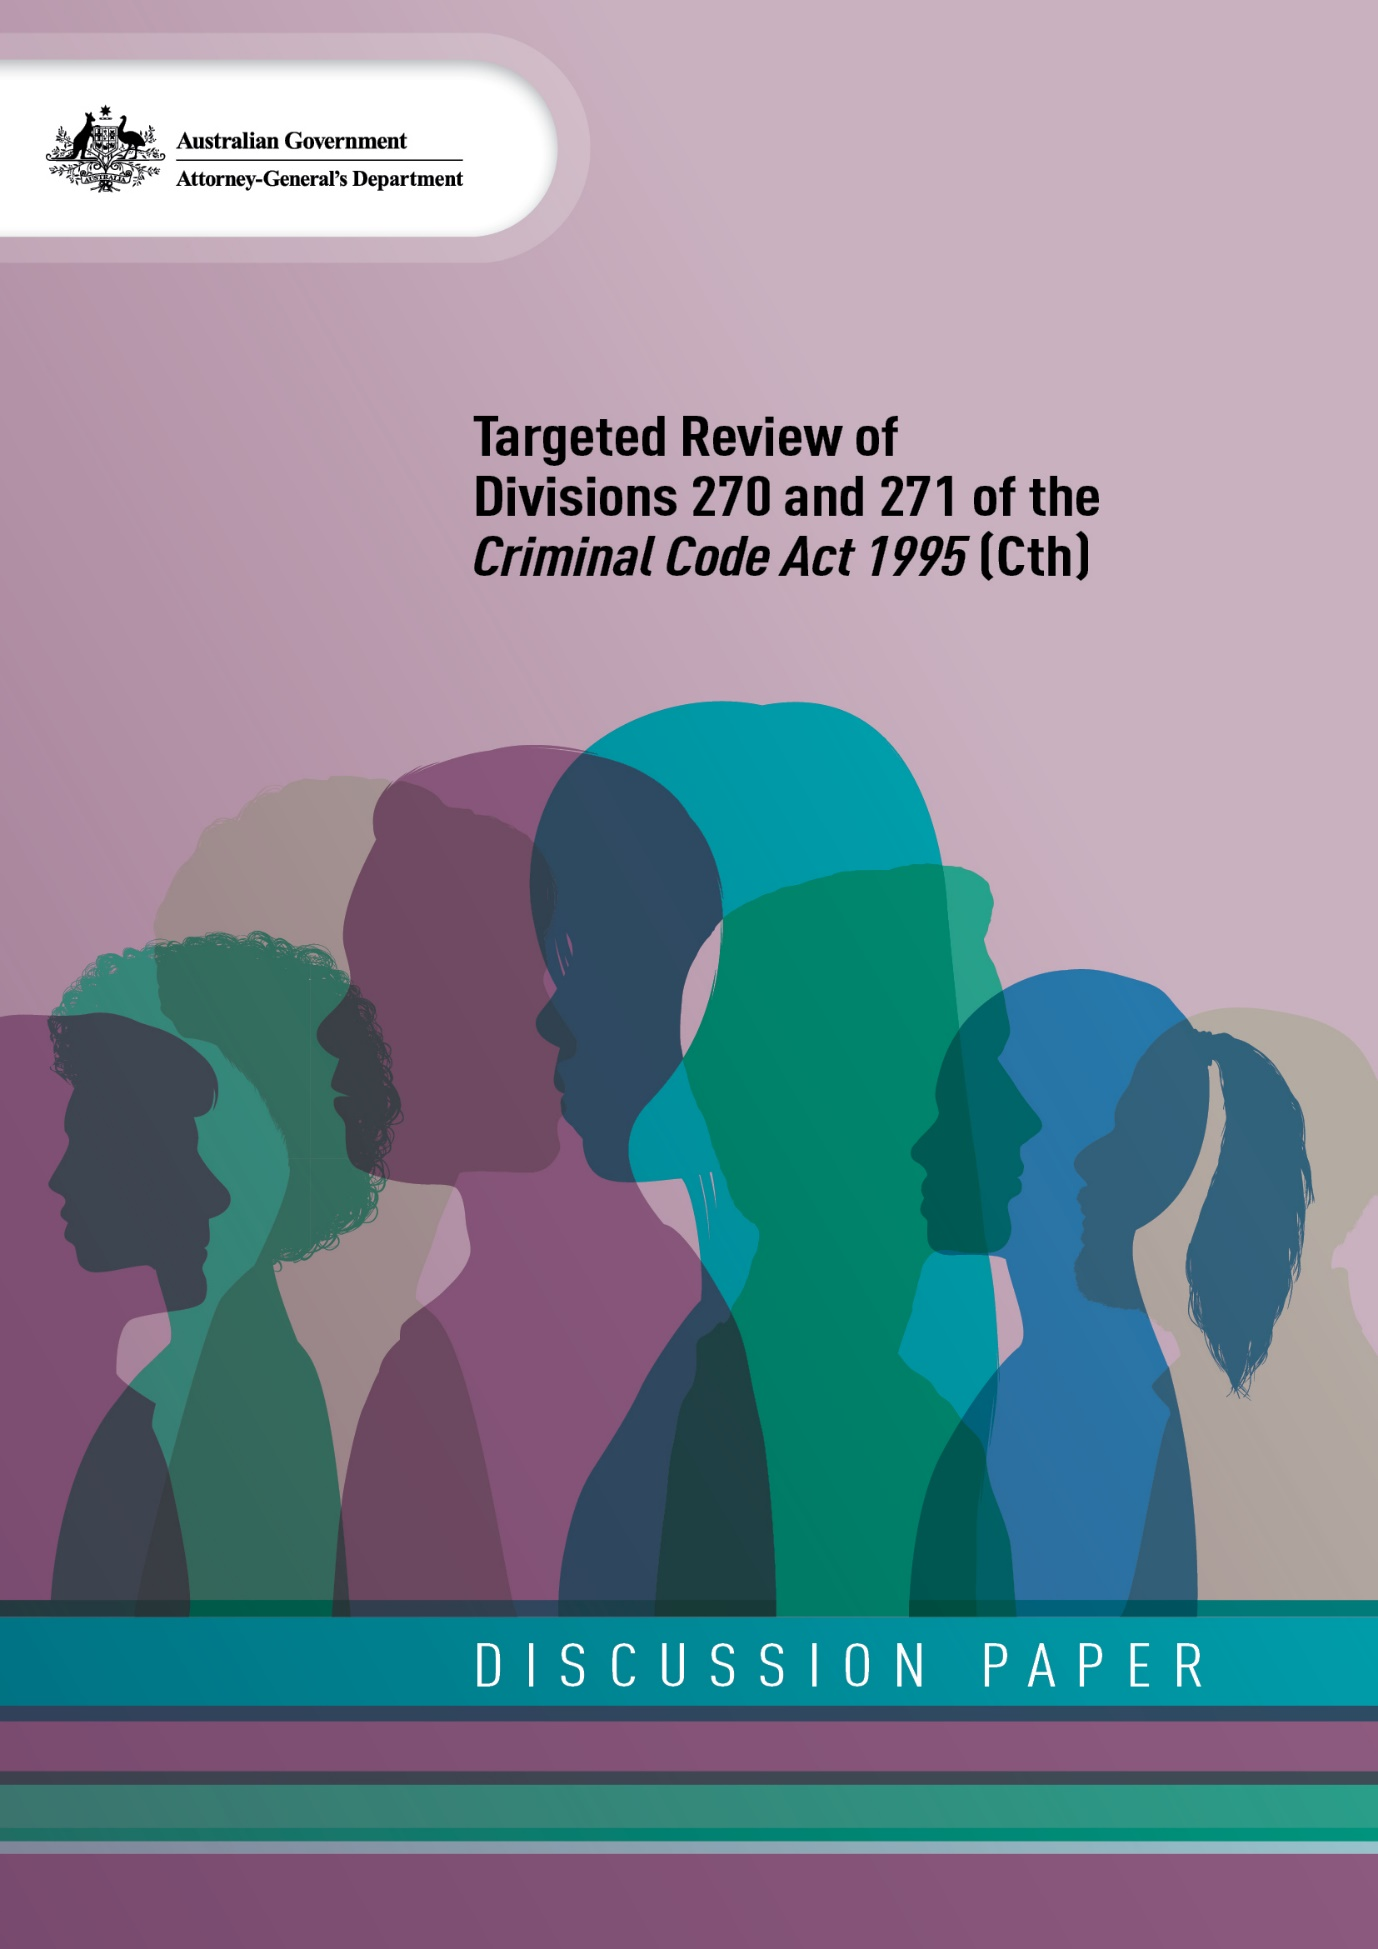 Australian Government
Attorney-General's Department
AUSTRALIA
Targeted Review of
Divisions 270 and 271 of the
Criminal Code Act 1995 (Cth)
DISCUSSION PAPER